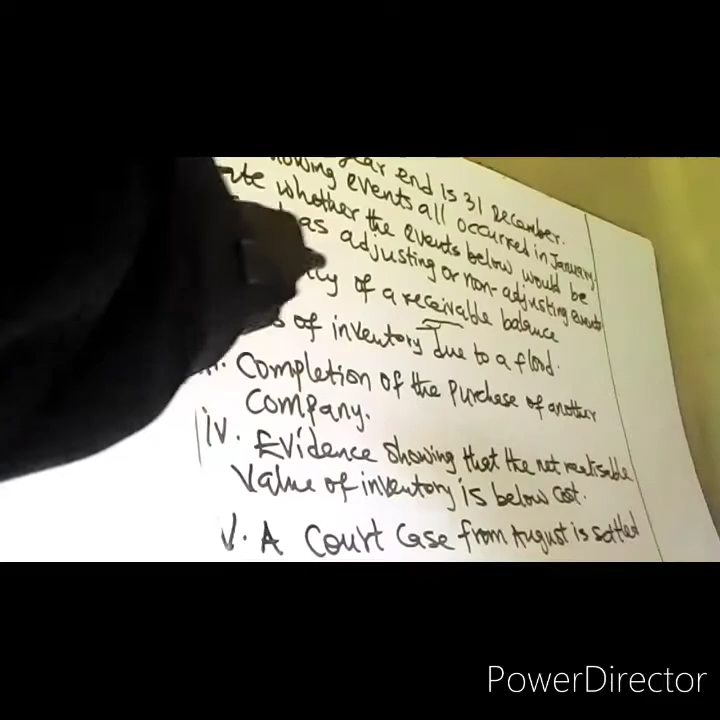 year end is 31 December.
events all occurred in January
whether the events below would be
as adjusting or non-adjusting events
of a receivable balance
of inventory due to a flood.
Completion of the Purchase of another
Company.
iv. Evidence showing that the net realisable
Value of inventory is below cost.
V. A Court Case from August is settled
PowerDirector